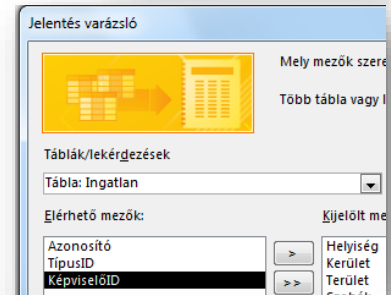 Jelentés varázsló
Mely mezők szere
Több tábla vagy l
Táblák/lekérdezések
Tábla: Ingatlan
Elérhető mezők:
Kijelölt me
Azonosító
TípusID
KépviselőID
>
>>
Helyiség
Kerület
Terület